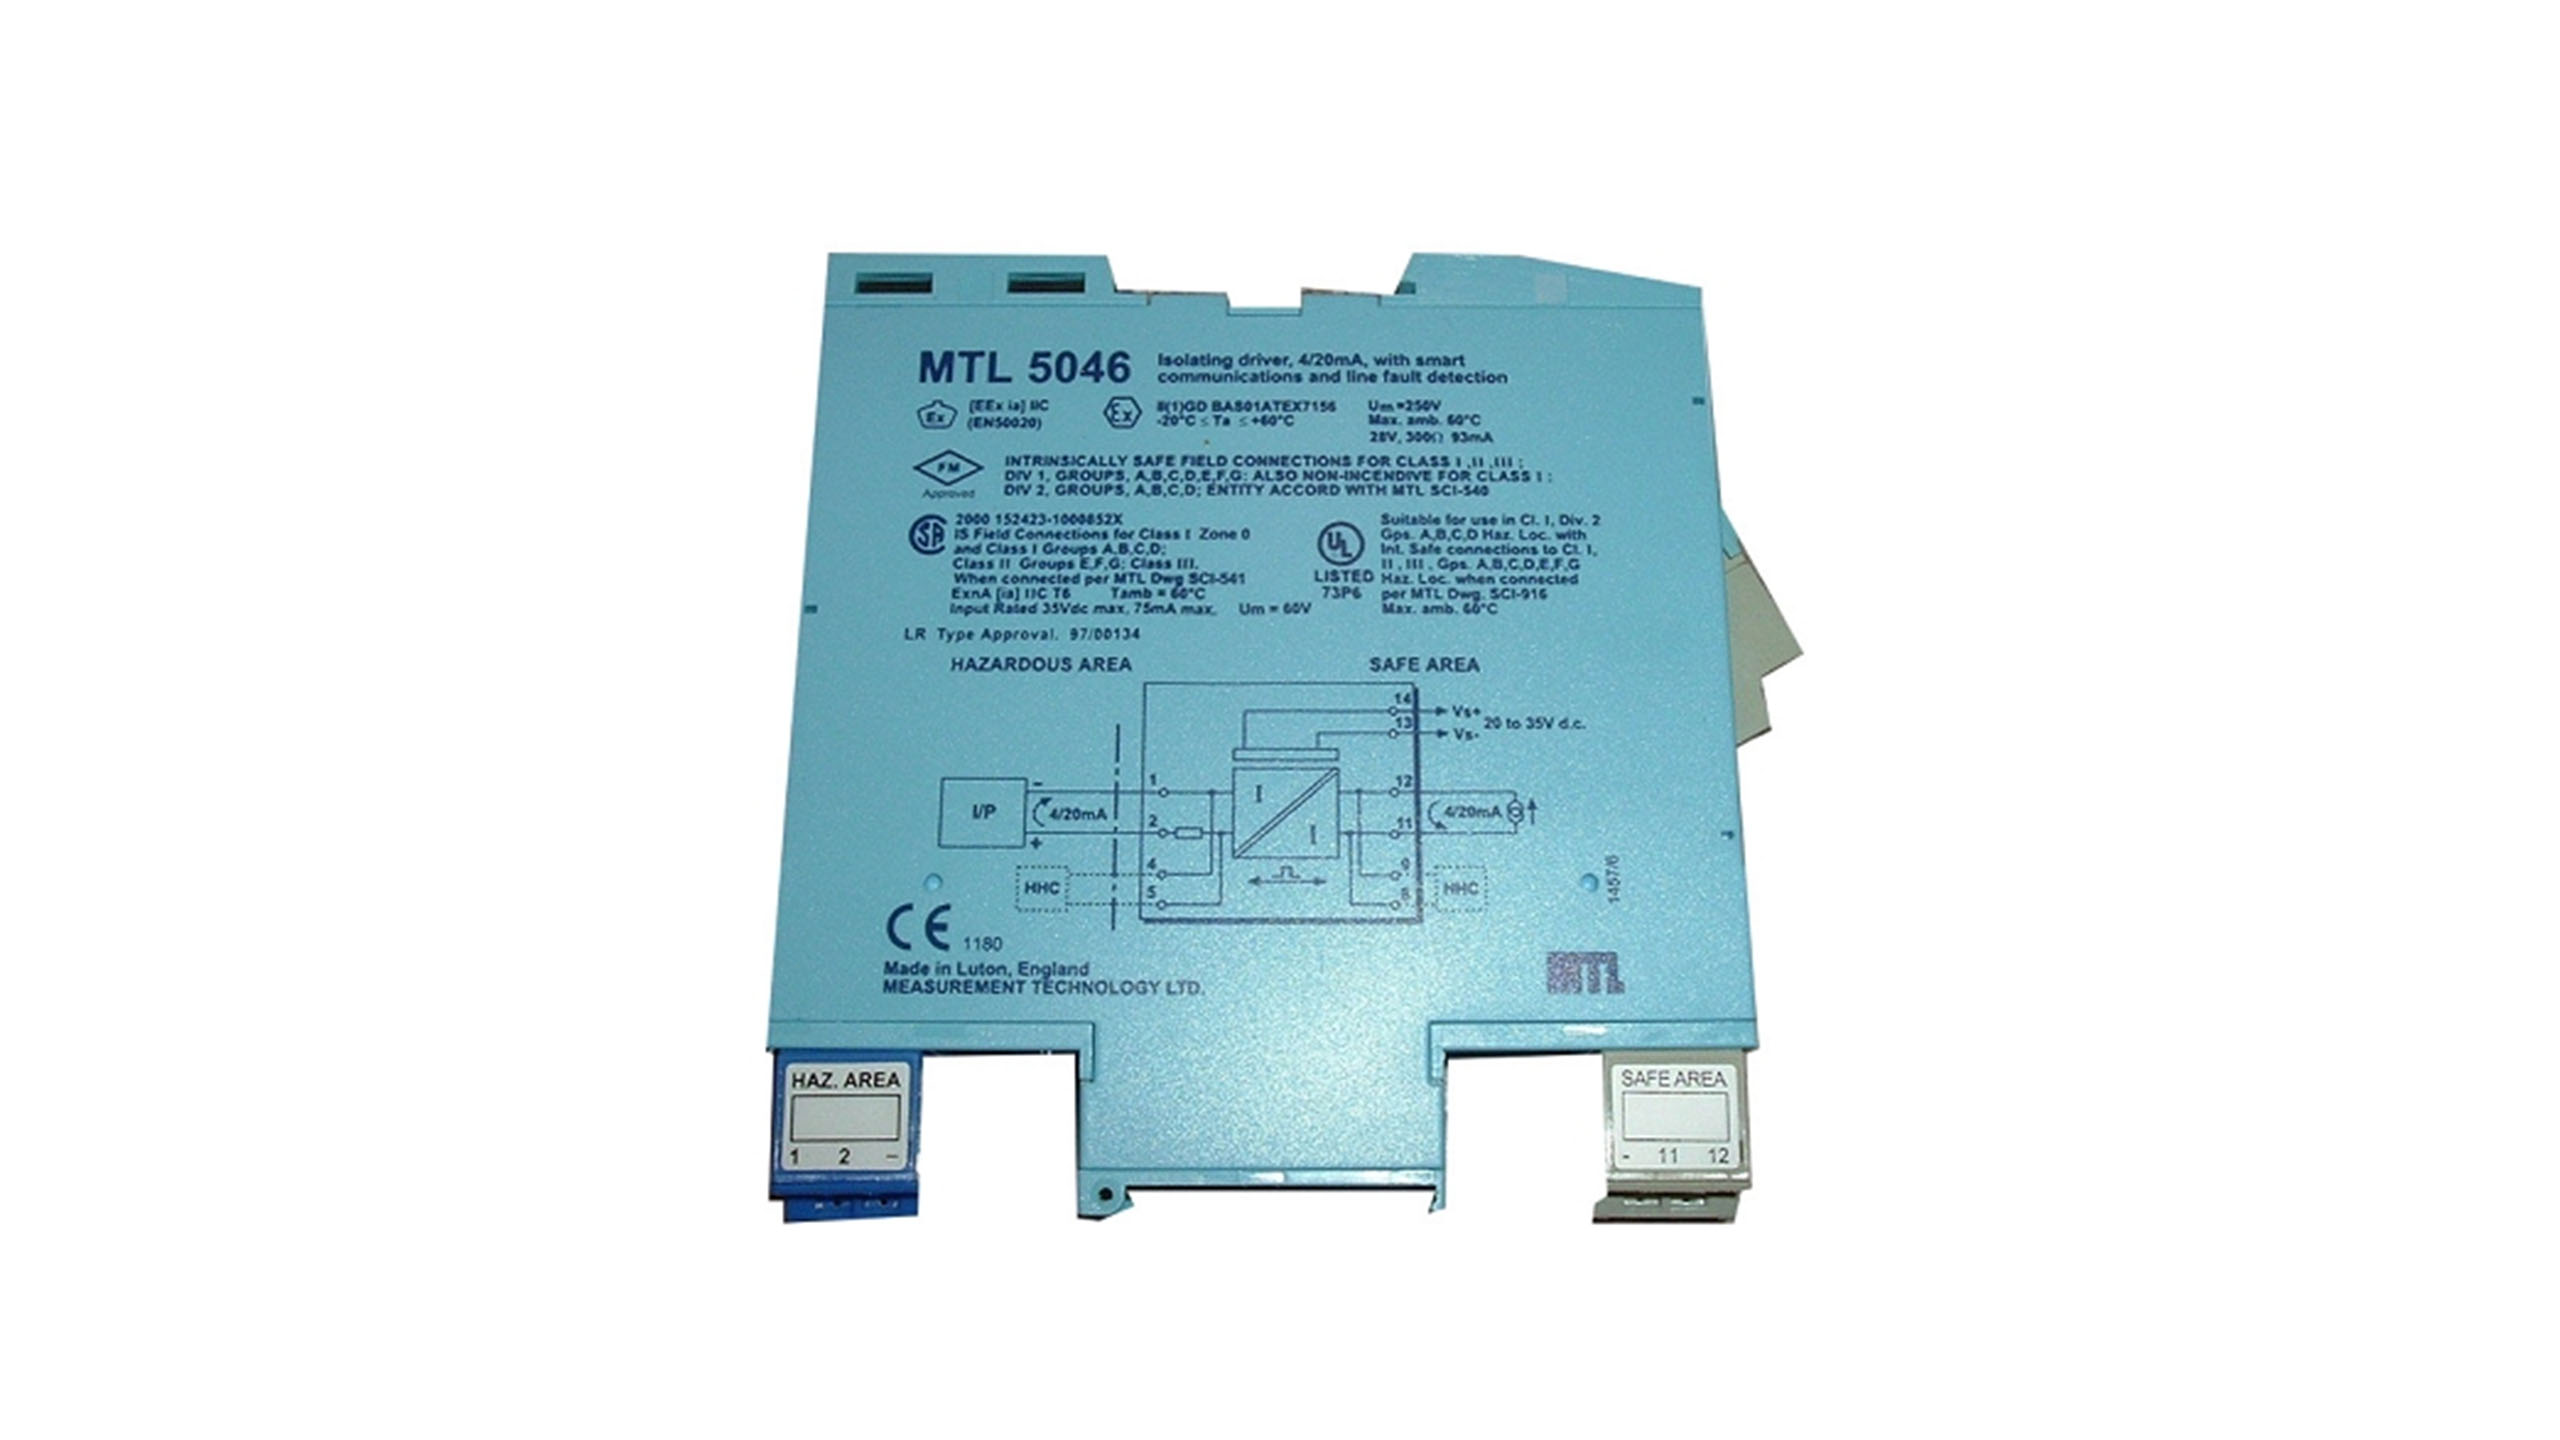 MTL 5046
Isolating driver, 4/20mA, with smart
communications and line fault detection
Ex
[EEx ia] IIC
(EN50020)
Ex
II(1)GD BAS01ATEX7156
-20°C ≤ Ta ≤ +60°C
Um =250V
Max. amb. 60°C
28V, 300Ω 93mA
FM
Approved
INTRINSICALLY SAFE FIELD CONNECTIONS FOR CLASS I ,II ,III ;
DIV 1, GROUPS, A,B,C,D,E,F,G: ALSO NON-INCENDIVE FOR CLASS I ;
DIV 2, GROUPS, A,B,C,D; ENTITY ACCORD WITH MTL SCI-540
SA
2000 152423-1000852X
IS Field Connections for Class I Zone 0
and Class I Groups A,B,C,D;
Class II Groups E,F,G; Class III.
When connected per MTL Dwg SCI-541
ExnA [ia] IIC T6 Tamb = 60°C
Input Rated 35Vdc max, 75mA max, Um = 60V
UL
LISTED
73P6
Suitable for use in Cl. I, Div. 2
Gps. A,B,C,D Haz. Loc. with
Int. Safe connections to Cl. I,
II , III , Gps. A,B,C,D,E,F,G
Haz. Loc. when connected
per MTL Dwg. SCI-916
Max. amb. 60°C
LR Type Approval. 97/00134
HAZARDOUS AREA
SAFE AREA
14
Vs+
13
20 to 35V d.c.
Vs-
1
12
-
I
I/P
4/20mA
4/20mA
2
11
I
+
4
9
HHC
HHC
5
8
1457/6
CE 1180
Made in Luton, England
MEASUREMENT TECHNOLOGY LTD.
HAZ. AREA
1 2 –
SAFE AREA
- 11 12